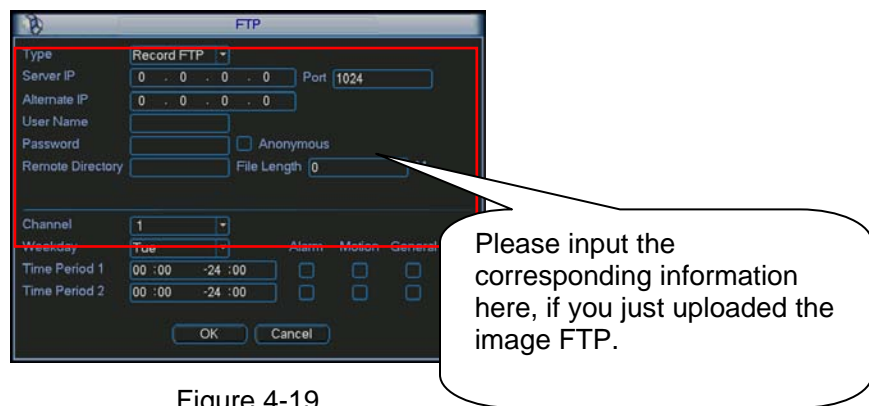 FTP
Type Record FTP
Server IP 0 . 0 . 0 . 0 Port 1024
Alternate IP 0 . 0 . 0 . 0
User Name
Password Anonymous
Remote Directory File Length 0
Channel 1
Weekday Tue Alarm Motion General
Time Period 1 00 :00 -24 :00
Time Period 2 00 :00 -24 :00
OK Cancel
Please input the
corresponding information
here, if you just uploaded the
image FTP.
Figure 4-19